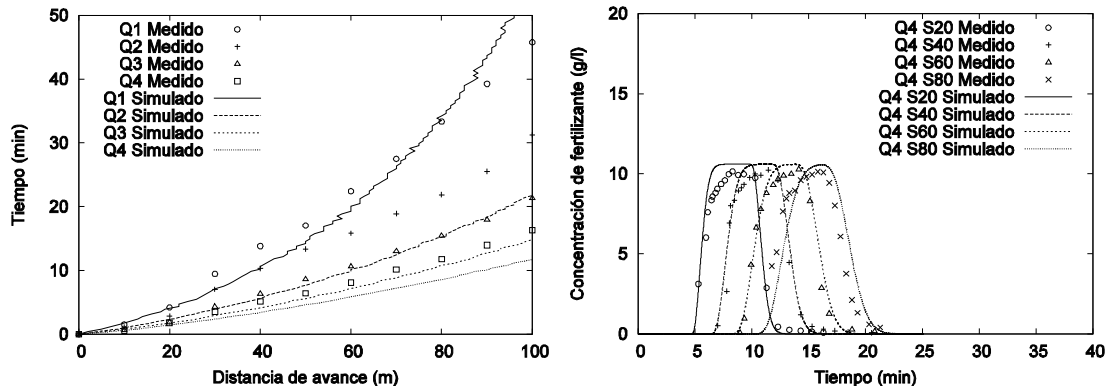 50
40
30
20
10
0
Tiempo (min)
Q1 Medido
Q2 Medido
Q3 Medido
Q4 Medido
Q1 Simulado
Q2 Simulado
Q3 Simulado
Q4 Simulado
0 20 40 60 80 100
Distancia de avance (m)
20
15
10
5
0
Concentración de fertilizante (g/l)
Q4 S20 Medido
Q4 S40 Medido
Q4 S60 Medido
Q4 S80 Medido
Q4 S20 Simulado
Q4 S40 Simulado
Q4 S60 Simulado
Q4 S80 Simulado
0 5 10 15 20 25 30 35 40
Tiempo (min)